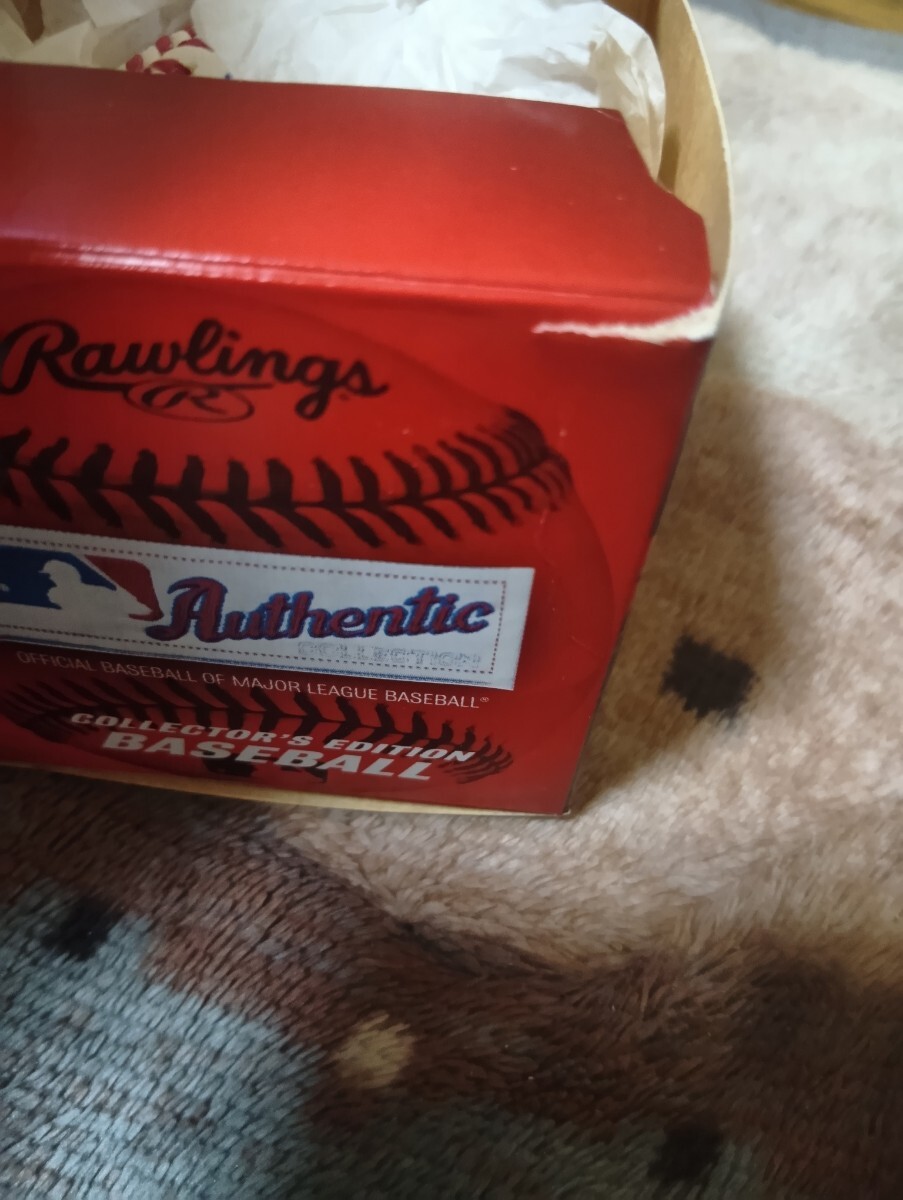 Rawlings
R
Authentic
COLLECTION
OFFICIAL BASEBALL OF MAJOR LEAGUE BASEBALL®
COLLECTOR'S EDITION
BASEBALL